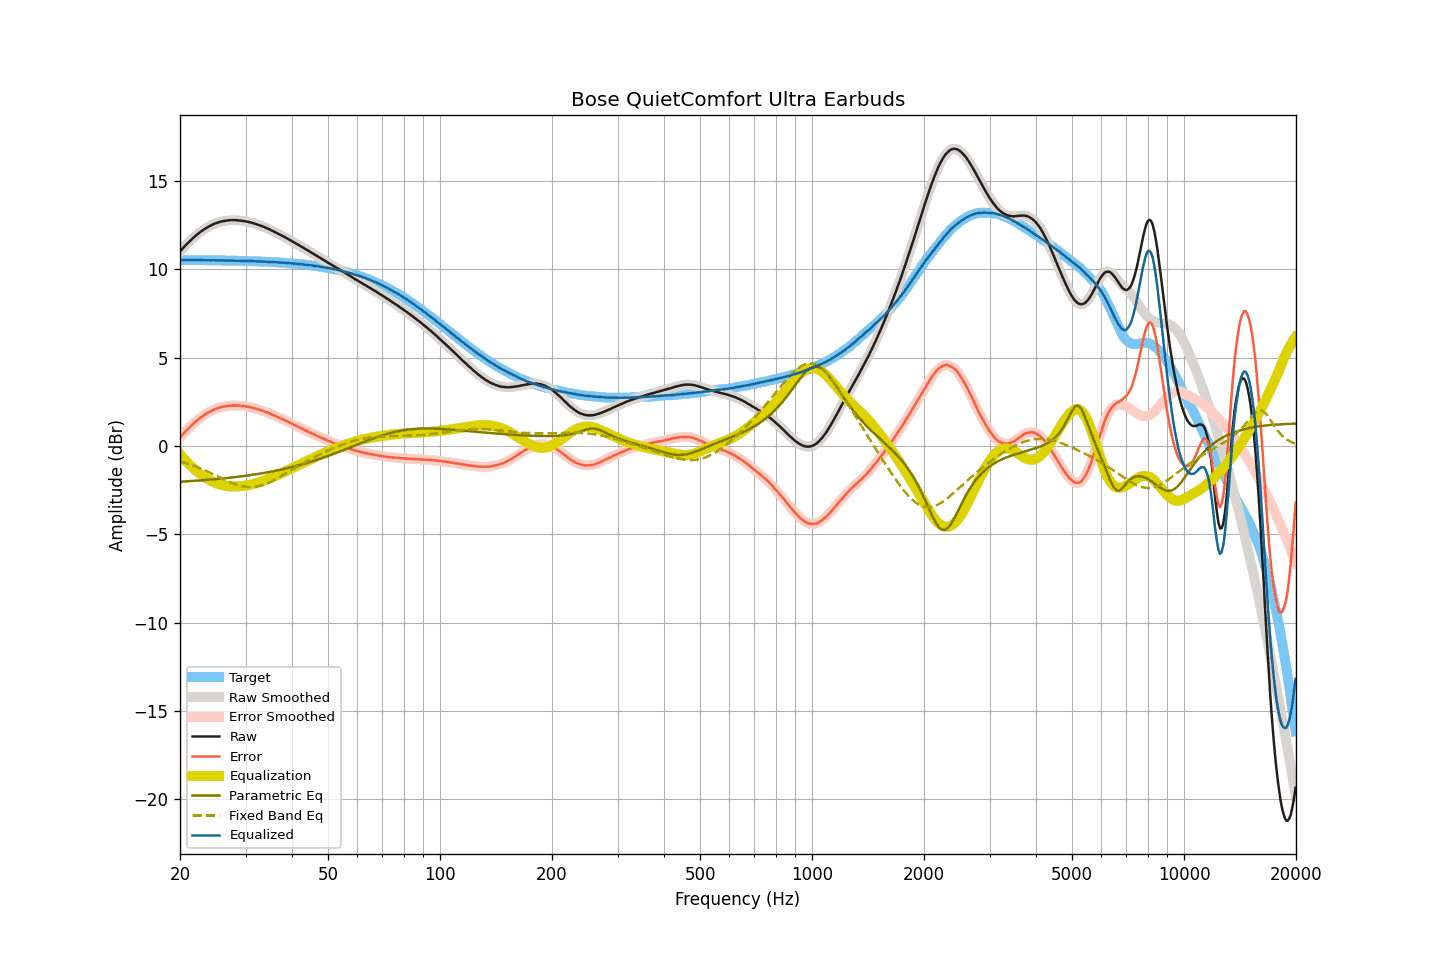 Bose QuietComfort Ultra Earbuds
Amplitude (dBr)
15
10
5
0
−5
−10
−15
−20
Target
Raw Smoothed
Error Smoothed
Raw
Error
Equalization
Parametric Eq
Fixed Band Eq
Equalized
20 50 100 200 500 1000 2000 5000 10000 20000
Frequency (Hz)